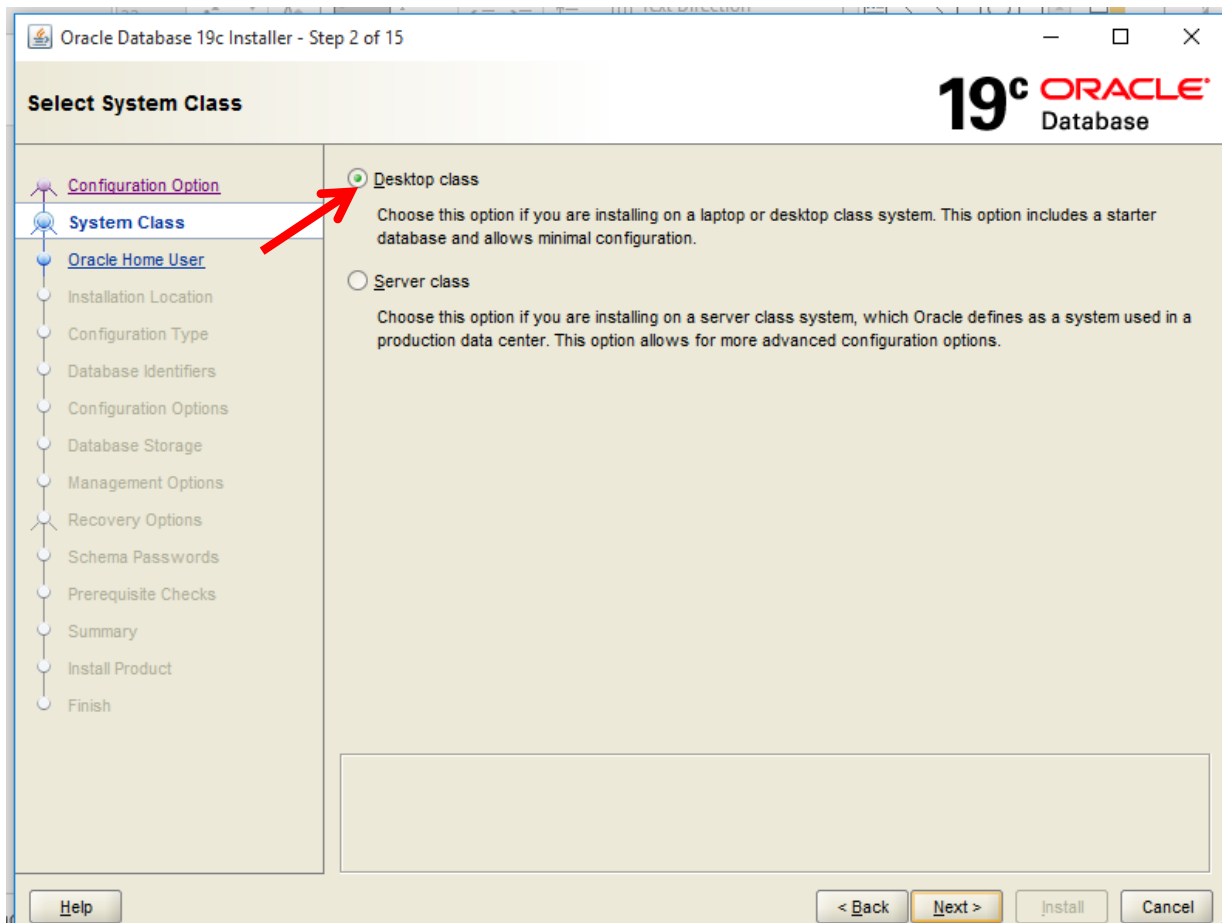 Text Direction
Oracle Database 19c Installer - Step 2 of 15
Select System Class
19c ORACLE
Database
Configuration Option
System Class
Oracle Home User
Installation Location
Configuration Type
Database Identifiers
Configuration Options
Database Storage
Management Options
Recovery Options
Schema Passwords
Prerequisite Checks
Summary
Install Product
Finish
Desktop class
Choose this option if you are installing on a laptop or desktop class system. This option includes a starter
database and allows minimal configuration.
Server class
Choose this option if you are installing on a server class system, which Oracle defines as a system used in a
production data center. This option allows for more advanced configuration options.
Help
< Back
Next >
Install
Cancel